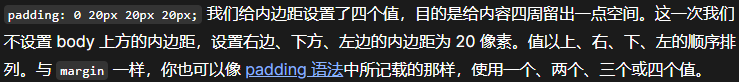 padding: 0 20px 20px 20px; 我们给内边距设置了四个值，目的是给内容四周留出一点空间。这一次我们
不设置 body 上方的内边距，设置右边、下方、左边的内边距为 20 像素。值以上、右、下、左的顺序排
列。与 margin 一样，你也可以像 padding 语法中所记载的那样，使用一个、两个、三个或四个值。